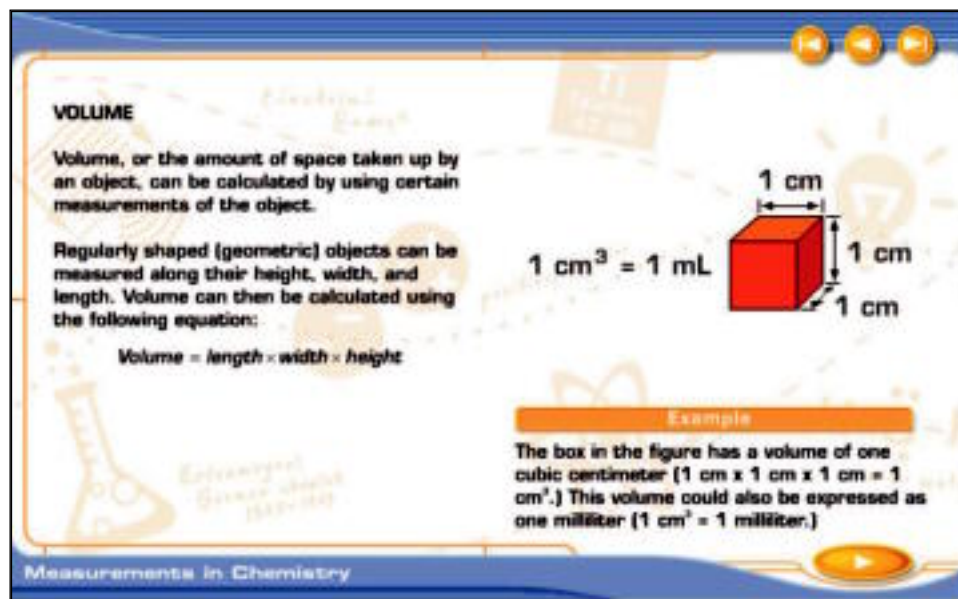 VOLUME
Volume, or the amount of space taken up by
an object, can be calculated by using certain
measurements of the object.
Regularly shaped (geometric) objects can be
measured along their height, width, and
length. Volume can then be calculated using
the following equation:
Volume = length × width × height
1 cm³ = 1 mL
1 cm
1 cm
1 cm
Example
The box in the figure has a volume of one
cubic centimeter (1 cm x 1 cm x 1 cm = 1
cm³.) This volume could also be expressed as
one milliliter (1 cm³ = 1 milliliter.)
Measurements in Chemistry